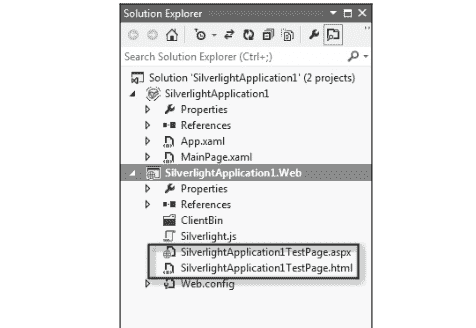 Solution Explorer
Search Solution Explorer (Ctrl+;)
Solution 'SilverlightApplication1' (2 projects)
SilverlightApplication1
Properties
References
App.xaml
MainPage.xaml
SilverlightApplication1.Web
Properties
References
ClientBin
Silverlight.js
SilverlightApplication1TestPage.aspx
SilverlightApplication1TestPage.html
Web.config